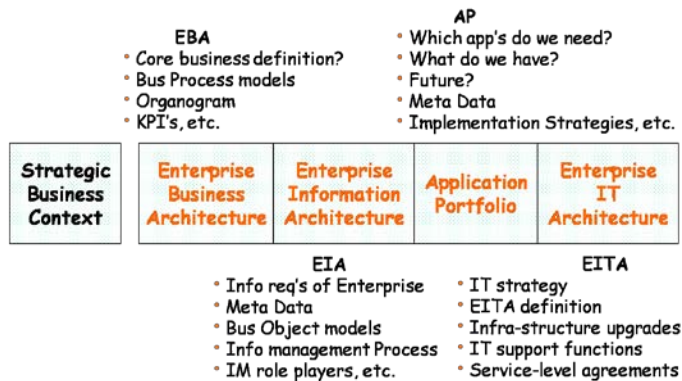 EBA
• Core business definition?
• Bus Process models
• Organogram
• KPI's, etc.
AP
• Which app's do we need?
• What do we have?
• Future?
• Meta Data
• Implementation Strategies, etc.
Strategic
Business
Context
Enterprise
Business
Architecture
Enterprise
Information
Architecture
Application
Portfolio
Enterprise
IT
Architecture
EIA
• Info req's of Enterprise
• Meta Data
• Bus Object models
• Info management Process
• IM role players, etc.
EITA
• IT strategy
• EITA definition
• Infra-structure upgrades
• IT support functions
• Service-level agreements